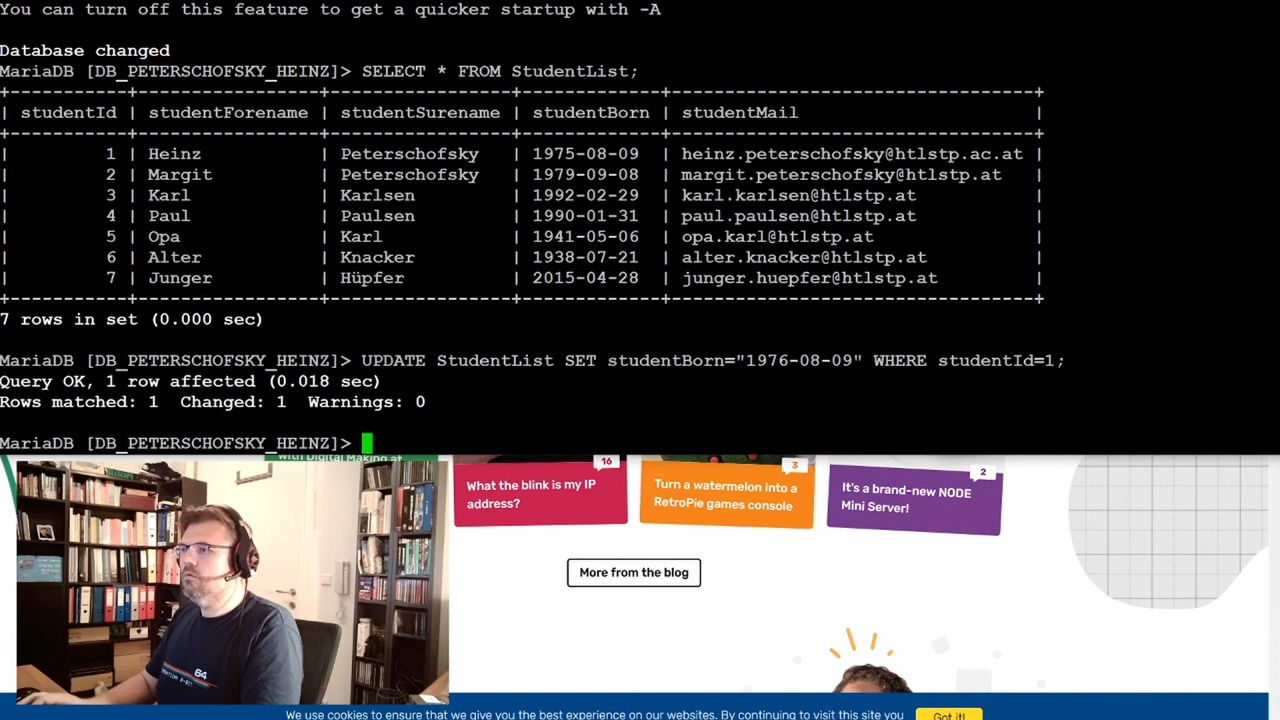 You can turn off this feature to get a quicker startup with -A
Database changed
MariaDB [DB_PETERSCHOFSKY_HEINZ]> SELECT * FROM StudentList;
+-----------+-----------------+-----------------+-------------+----------------------------------+
| studentId | studentForename | studentSurename | studentBorn | studentMail                      |
+-----------+-----------------+-----------------+-------------+----------------------------------+
|         1 | Heinz           | Peterschofsky   | 1975-08-09  | heinz.peterschofsky@htlstp.ac.at |
|         2 | Margit          | Peterschofsky   | 1979-09-08  | margit.peterschofsky@htlstp.at   |
|         3 | Karl            | Karlsen         | 1992-02-29  | karl.karlsen@htlstp.at           |
|         4 | Paul            | Paulsen         | 1990-01-31  | paul.paulsen@htlstp.at           |
|         5 | Opa             | Karl            | 1941-05-06  | opa.karl@htlstp.at               |
|         6 | Alter           | Knacker         | 1938-07-21  | alter.knacker@htlstp.at          |
|         7 | Junger          | Hüpfer          | 2015-04-28  | junger.huepfer@htlstp.at         |
+-----------+-----------------+-----------------+-------------+----------------------------------+
7 rows in set (0.000 sec)
MariaDB [DB_PETERSCHOFSKY_HEINZ]> UPDATE StudentList SET studentBorn="1976-08-09" WHERE studentId=1;
Query OK, 1 row affected (0.018 sec)
Rows matched: 1  Changed: 1  Warnings: 0
MariaDB [DB_PETERSCHOFSKY_HEINZ]>
with Digital Making at
16
What the blink is my IP
address?
3
Turn a watermelon into a
RetroPie games console
2
It's a brand-new NODE
Mini Server!
More from the blog
64
We use cookies to ensure that we give you the best experience on our websites. By continuing to visit this site you
Got it!